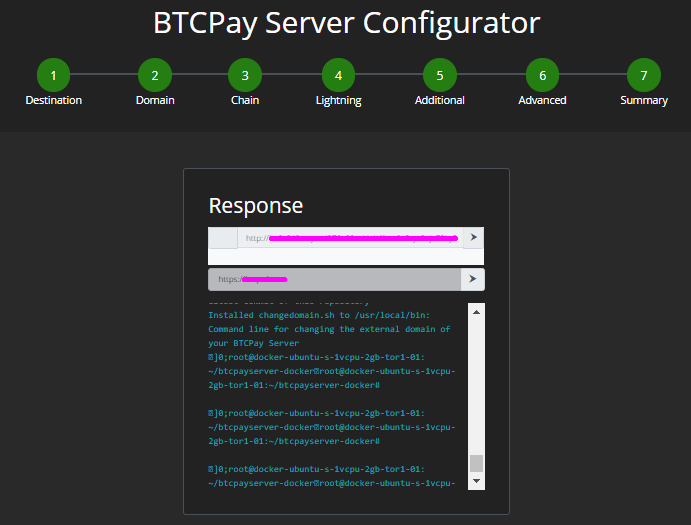 BTCPay Server Configurator
1 2 3 4 5 6 7
Destination Domain Chain Lightning Additional Advanced Summary
Response
http://
https:/
Installed changedomain.sh to /usr/local/bin:
Command line for changing the external domain of
your BTCPay Server
]0;root@docker-ubuntu-s-1vcpu-2gb-tor1-01:
~/btcpayserver-dockerroot@docker-ubuntu-s-1vcpu-
2gb-tor1-01:~/btcpayserver-docker#
]0;root@docker-ubuntu-s-1vcpu-2gb-tor1-01:
~/btcpayserver-dockerroot@docker-ubuntu-s-1vcpu-
2gb-tor1-01:~/btcpayserver-docker#
]0;root@docker-ubuntu-s-1vcpu-2gb-tor1-01:
~/btcpayserver-dockerroot@docker-ubuntu-s-1vcpu-